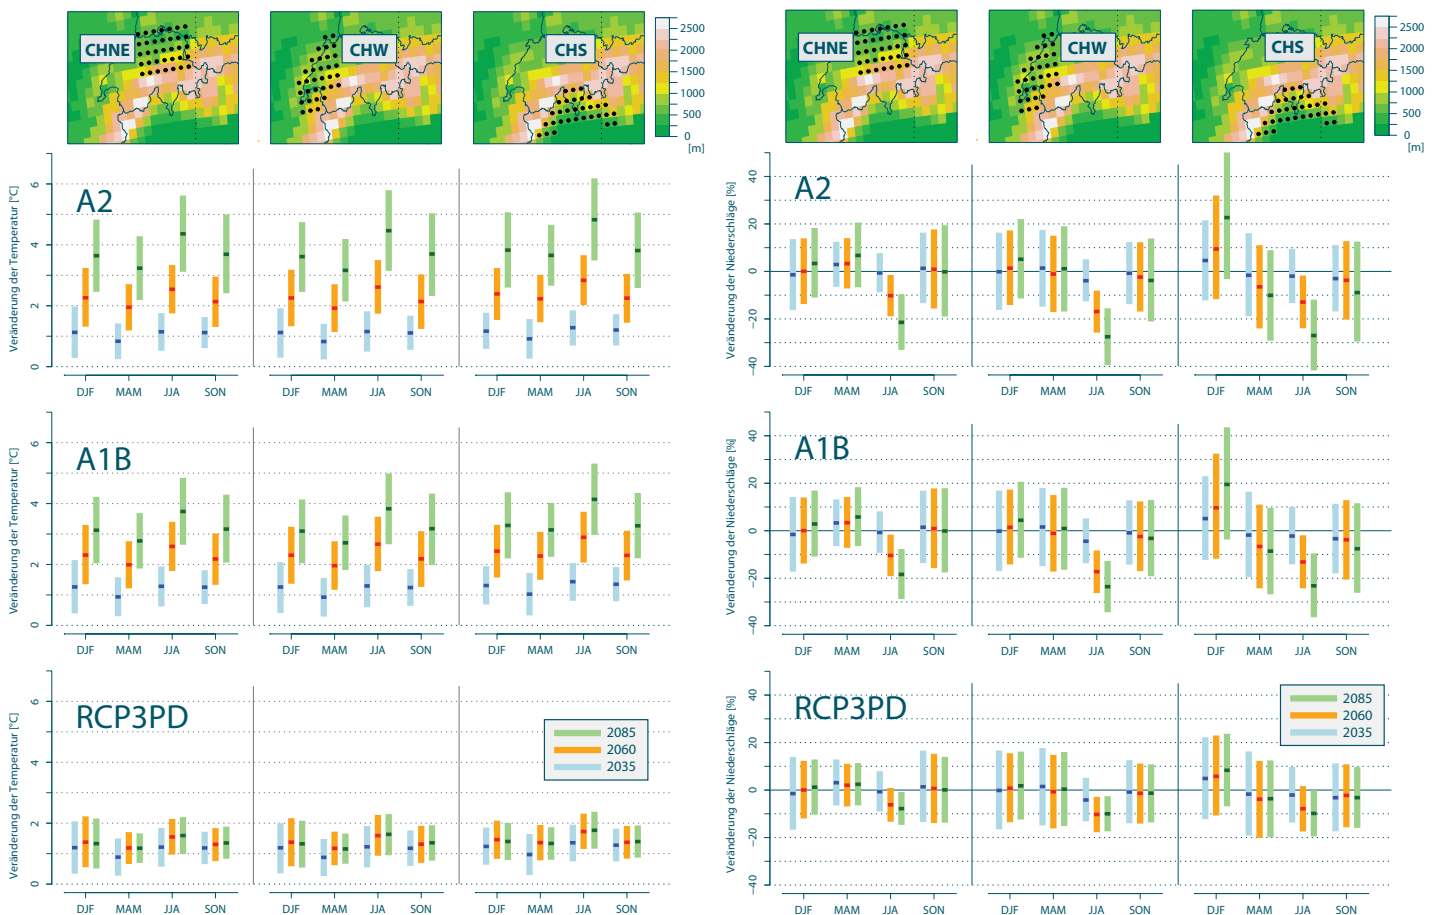 CHNE
CHW
CHS
2500
2000
1500
1000
500
0
[m]
CHNE
CHW
CHS
2500
2000
1500
1000
500
0
[m]
A2
Veränderung der Temperatur [°C]
6
4
2
0
DJF MAM JJA SON
DJF MAM JJA SON
DJF MAM JJA SON
A2
Veränderung der Niederschläge [%]
40
20
0
−20
−40
DJF MAM JJA SON
DJF MAM JJA SON
DJF MAM JJA SON
A1B
Veränderung der Temperatur [°C]
6
4
2
0
DJF MAM JJA SON
DJF MAM JJA SON
DJF MAM JJA SON
A1B
Veränderung der Niederschläge [%]
40
20
0
−20
−40
DJF MAM JJA SON
DJF MAM JJA SON
DJF MAM JJA SON
RCP3PD
Veränderung der Temperatur [°C]
6
4
2
0
2085
2060
2035
DJF MAM JJA SON
DJF MAM JJA SON
DJF MAM JJA SON
RCP3PD
Veränderung der Niederschläge [%]
40
20
0
−20
−40
2085
2060
2035
DJF MAM JJA SON
DJF MAM JJA SON
DJF MAM JJA SON